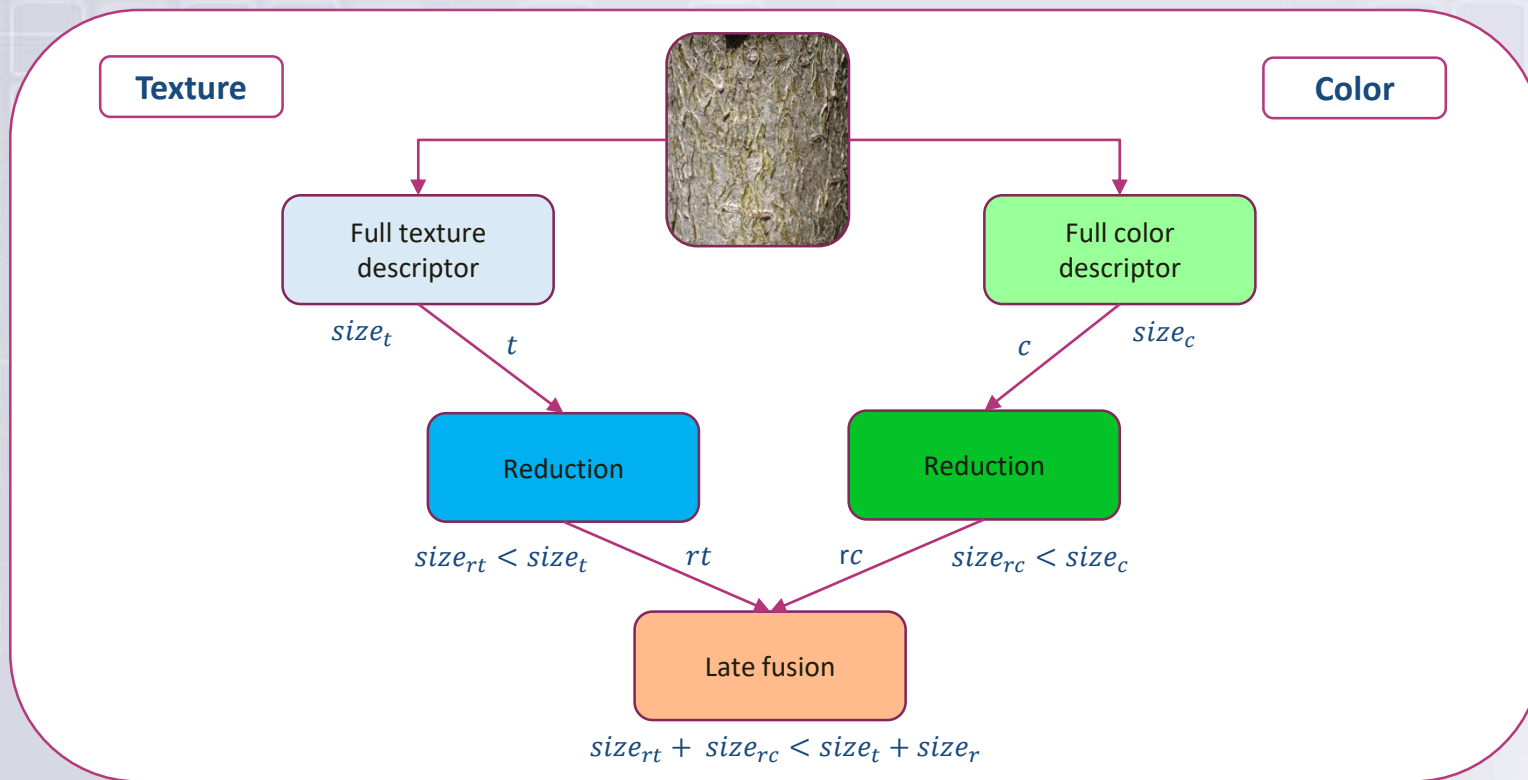 Texture
Color
Full texture
descriptor
Full color
descriptor
size_t
t
c
size_c
Reduction
Reduction
size_rt < size_t
rt
rc
size_rc < size_c
Late fusion
size_rt + size_rc < size_t + size_r